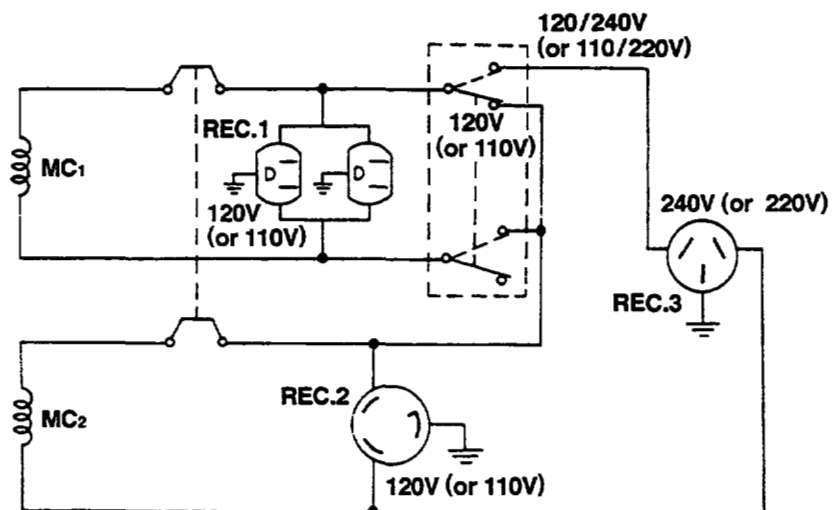 120/240V
(or 110/220V)
REC.1
120V
(or 110V)
MC1
120V
(or 110V)
240V (or 220V)
REC.3
REC.2
MC2
120V (or 110V)